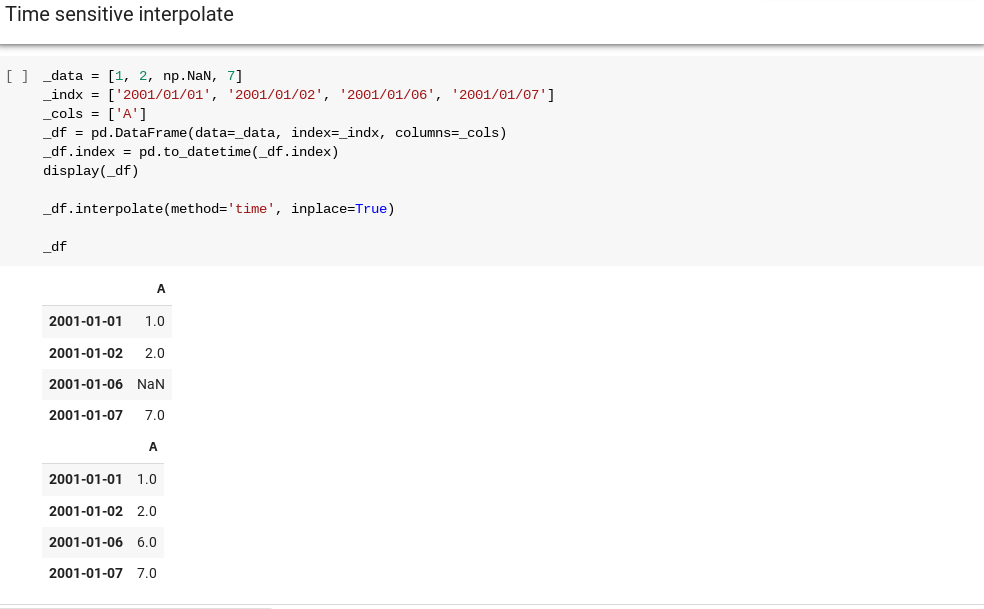 Time sensitive interpolate
[ ] _data = [1, 2, np.NaN, 7]
_indx = ['2001/01/01', '2001/01/02', '2001/01/06', '2001/01/07']
_cols = ['A']
_df = pd.DataFrame(data=_data, index=_indx, columns=_cols)
_df.index = pd.to_datetime(_df.index)
display(_df)
_df.interpolate(method='time', inplace=True)
_df
A
2001-01-01 1.0
2001-01-02 2.0
2001-01-06 NaN
2001-01-07 7.0
A
2001-01-01 1.0
2001-01-02 2.0
2001-01-06 6.0
2001-01-07 7.0